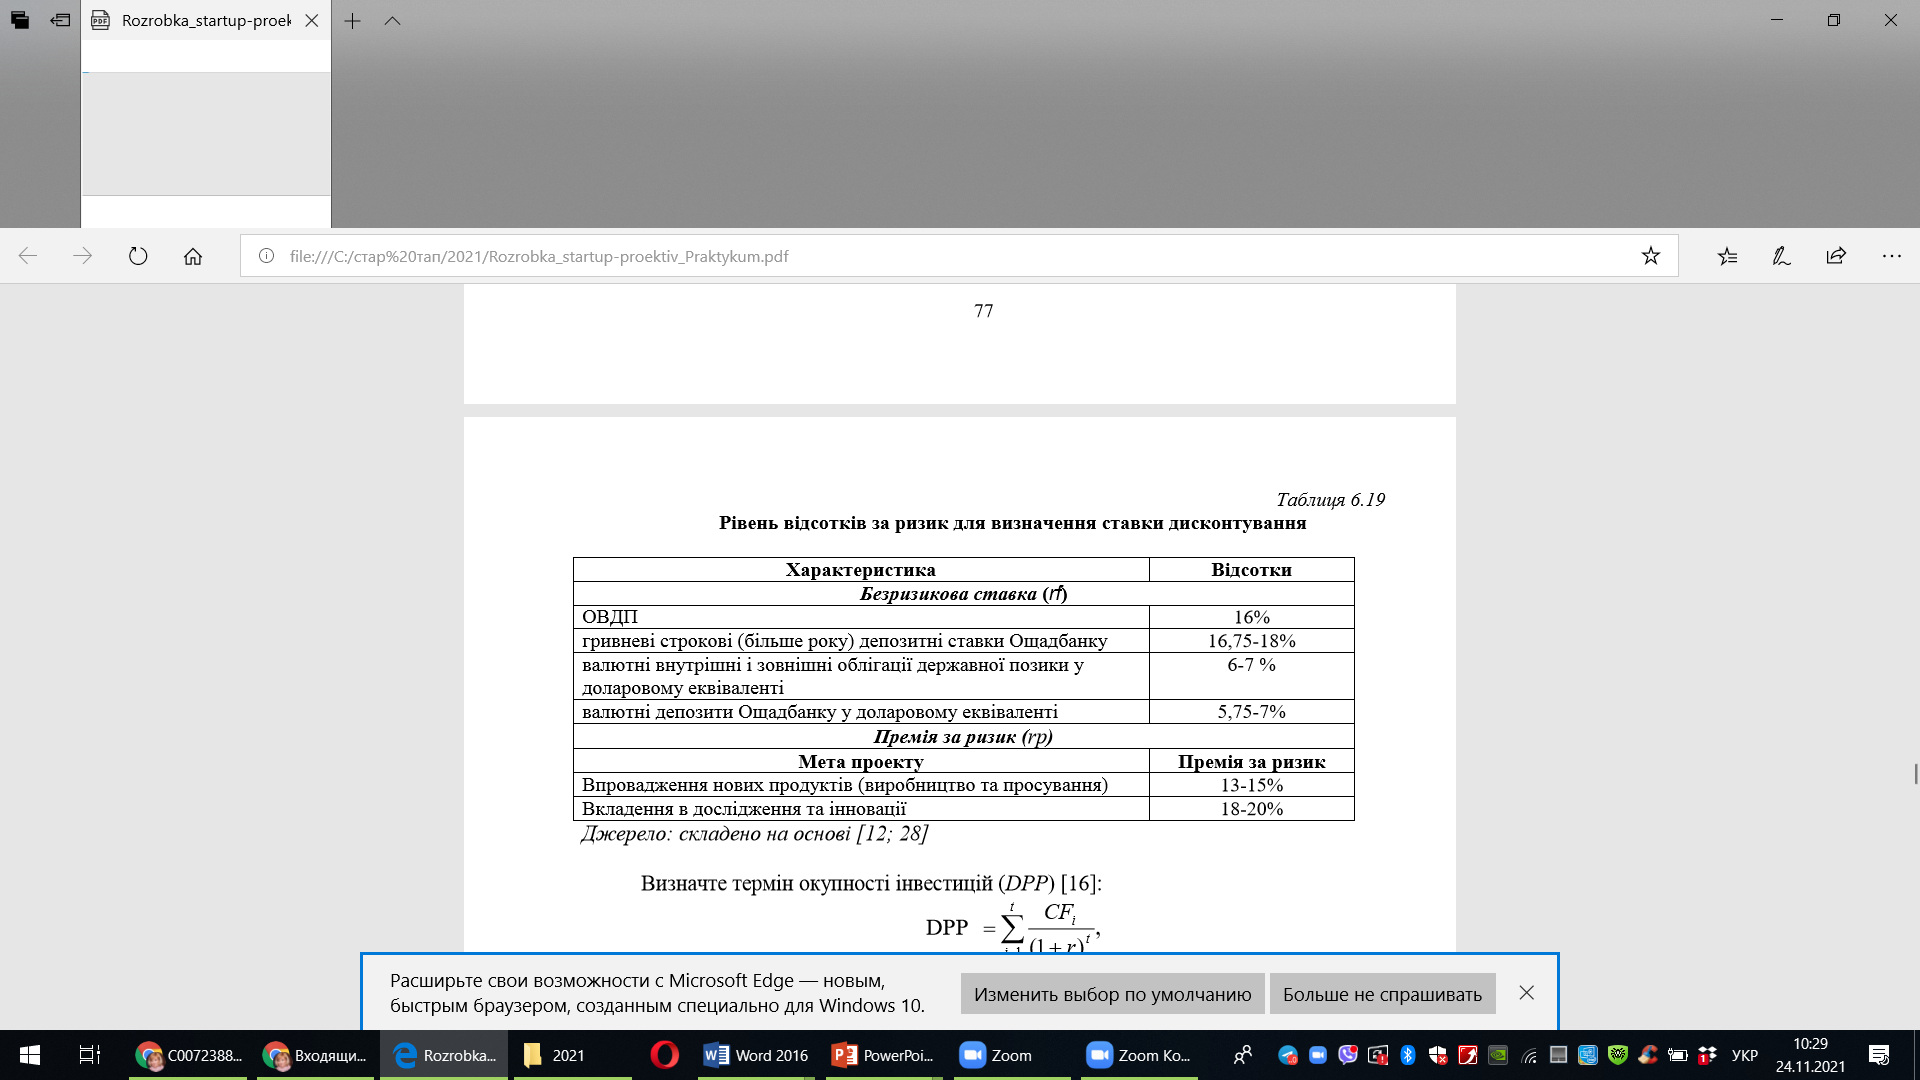 Rozrobka_startup-proek
file:///C:/стар%20тап/2021/Rozrobka_startup-proektiv_Praktykum.pdf
77
Таблиця 6.19
Рівень відсотків за ризик для визначення ставки дисконтування
Характеристика Відсотки
Безризикова ставка (rf)
ОВДП 16%
гривневі строкові (більше року) депозитні ставки Ощадбанку 16,75-18%
валютні внутрішні і зовнішні облігації державної позики у 6-7 %
доларовому еквіваленті
валютні депозити Ощадбанку у доларовому еквіваленті 5,75-7%
Премія за ризик (rp)
Мета проекту Премія за ризик
Впровадження нових продуктів (виробництво та просування) 13-15%
Вкладення в дослідження та інновації 18-20%
Джерело: складено на основі [12; 28]
Визначте термін окупності інвестицій (DPP) [16]:
DPP = ∑ t CF_i / (1 + r)^t,
Расширьте свои возможности с Microsoft Edge — новым,
быстрым браузером, созданным специально для Windows 10.
Изменить выбор по умолчанию
Больше не спрашивать
C0072388... Входящи... Rozrobka... 2021 Word 2016 PowerPoi... Zoom Zoom Ko... УКР
10:29
24.11.2021